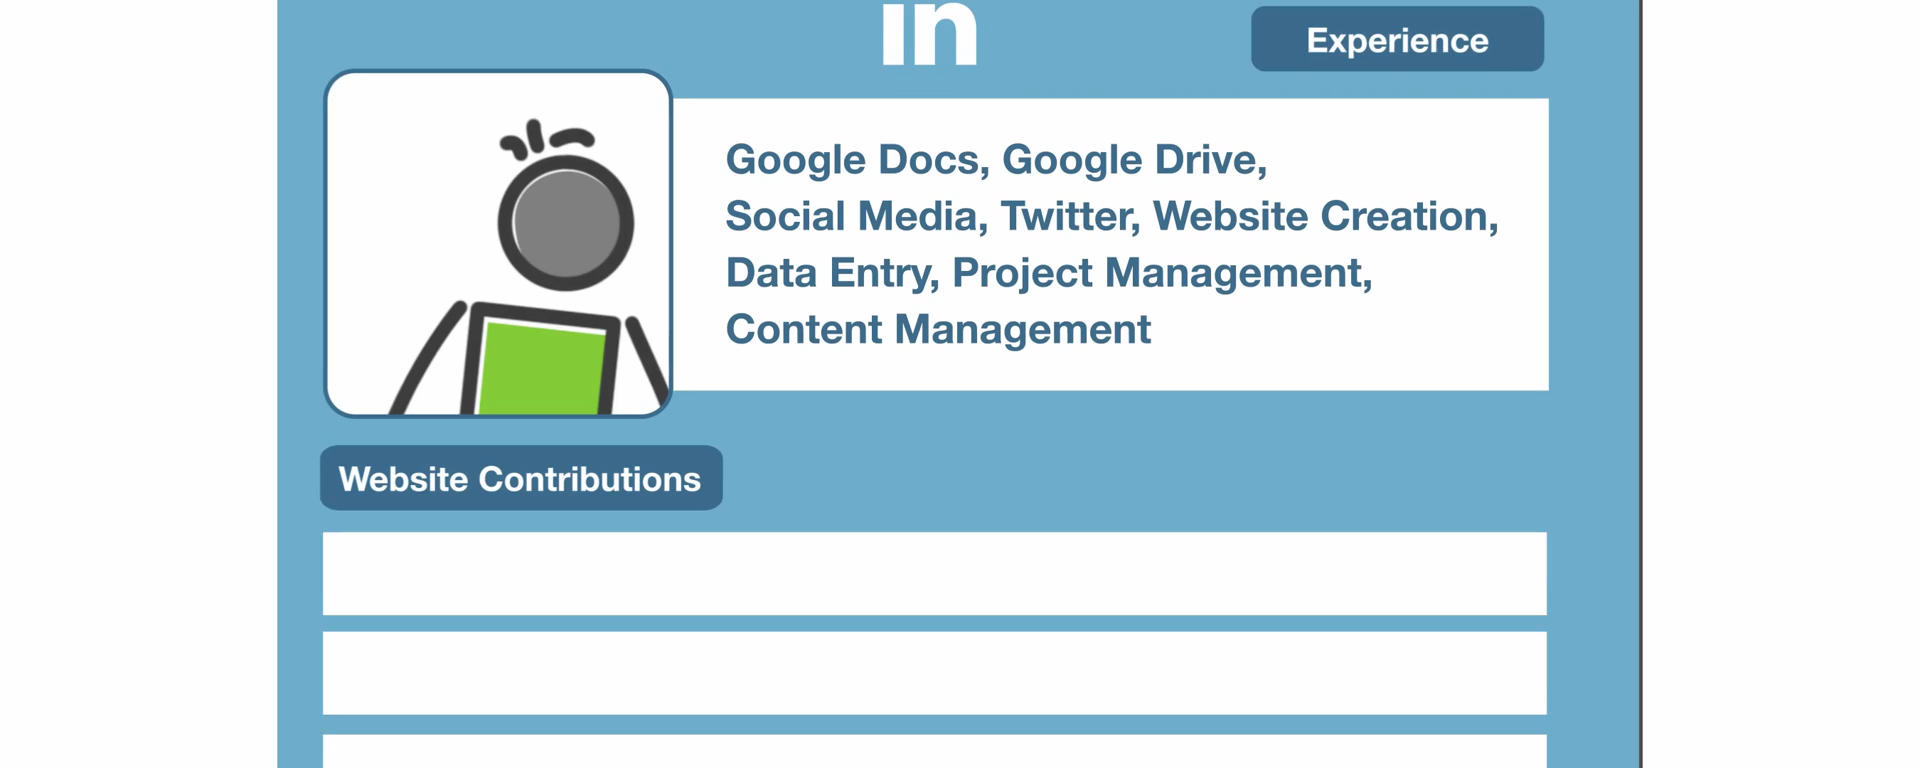 in
Experience
Google Docs, Google Drive,
Social Media, Twitter, Website Creation,
Data Entry, Project Management,
Content Management
Website Contributions